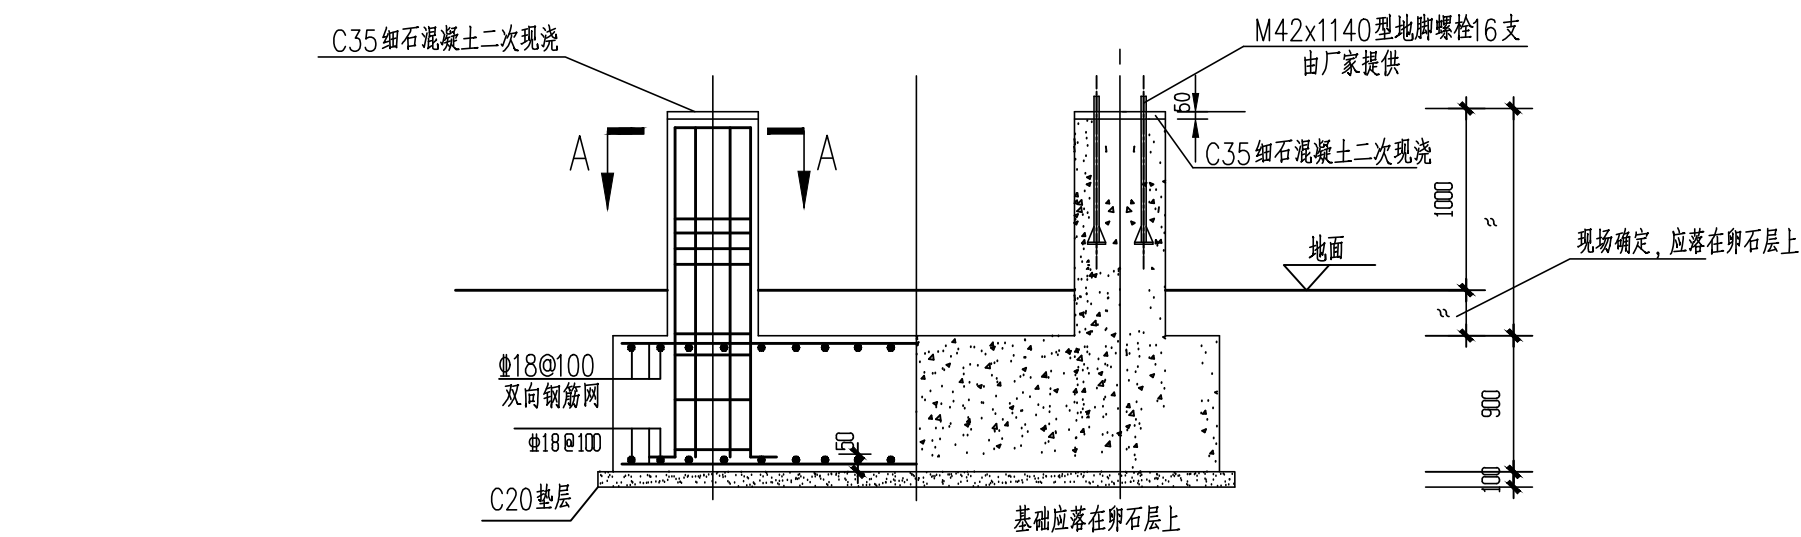 C35细石混凝土二次现浇
M42x1140型地脚螺栓16支
由厂家提供
50
A
A
C35细石混凝土二次现浇
1000
~
地面
现场确定，应落在卵石层上
~
Φ18@100
双向钢筋网
900
Φ18@100
50
100
C20垫层
基础应落在卵石层上